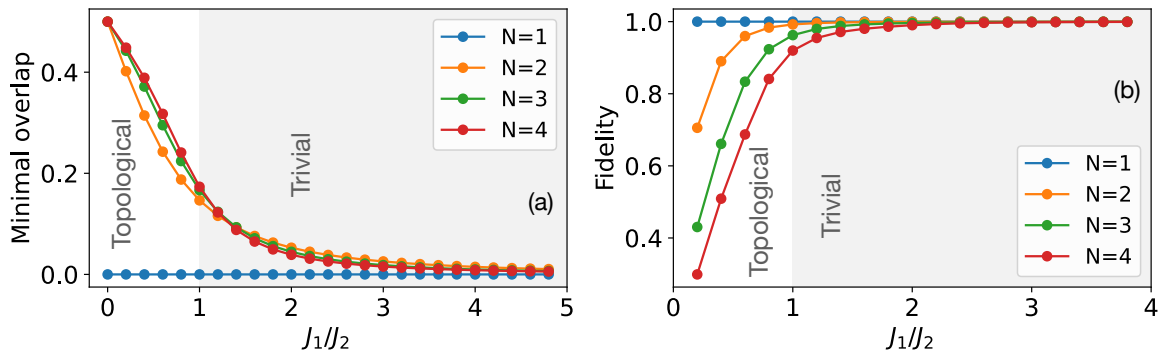 Minimal overlap
0.4
0.2
0.0
Topological
Trivial
N=1
N=2
N=3
N=4
(a)
0 1 2 3 4 5
J₁/J₂
Fidelity
1.0
0.8
0.6
0.4
Topological
Trivial
(b)
N=1
N=2
N=3
N=4
0 1 2 3 4
J₁/J₂